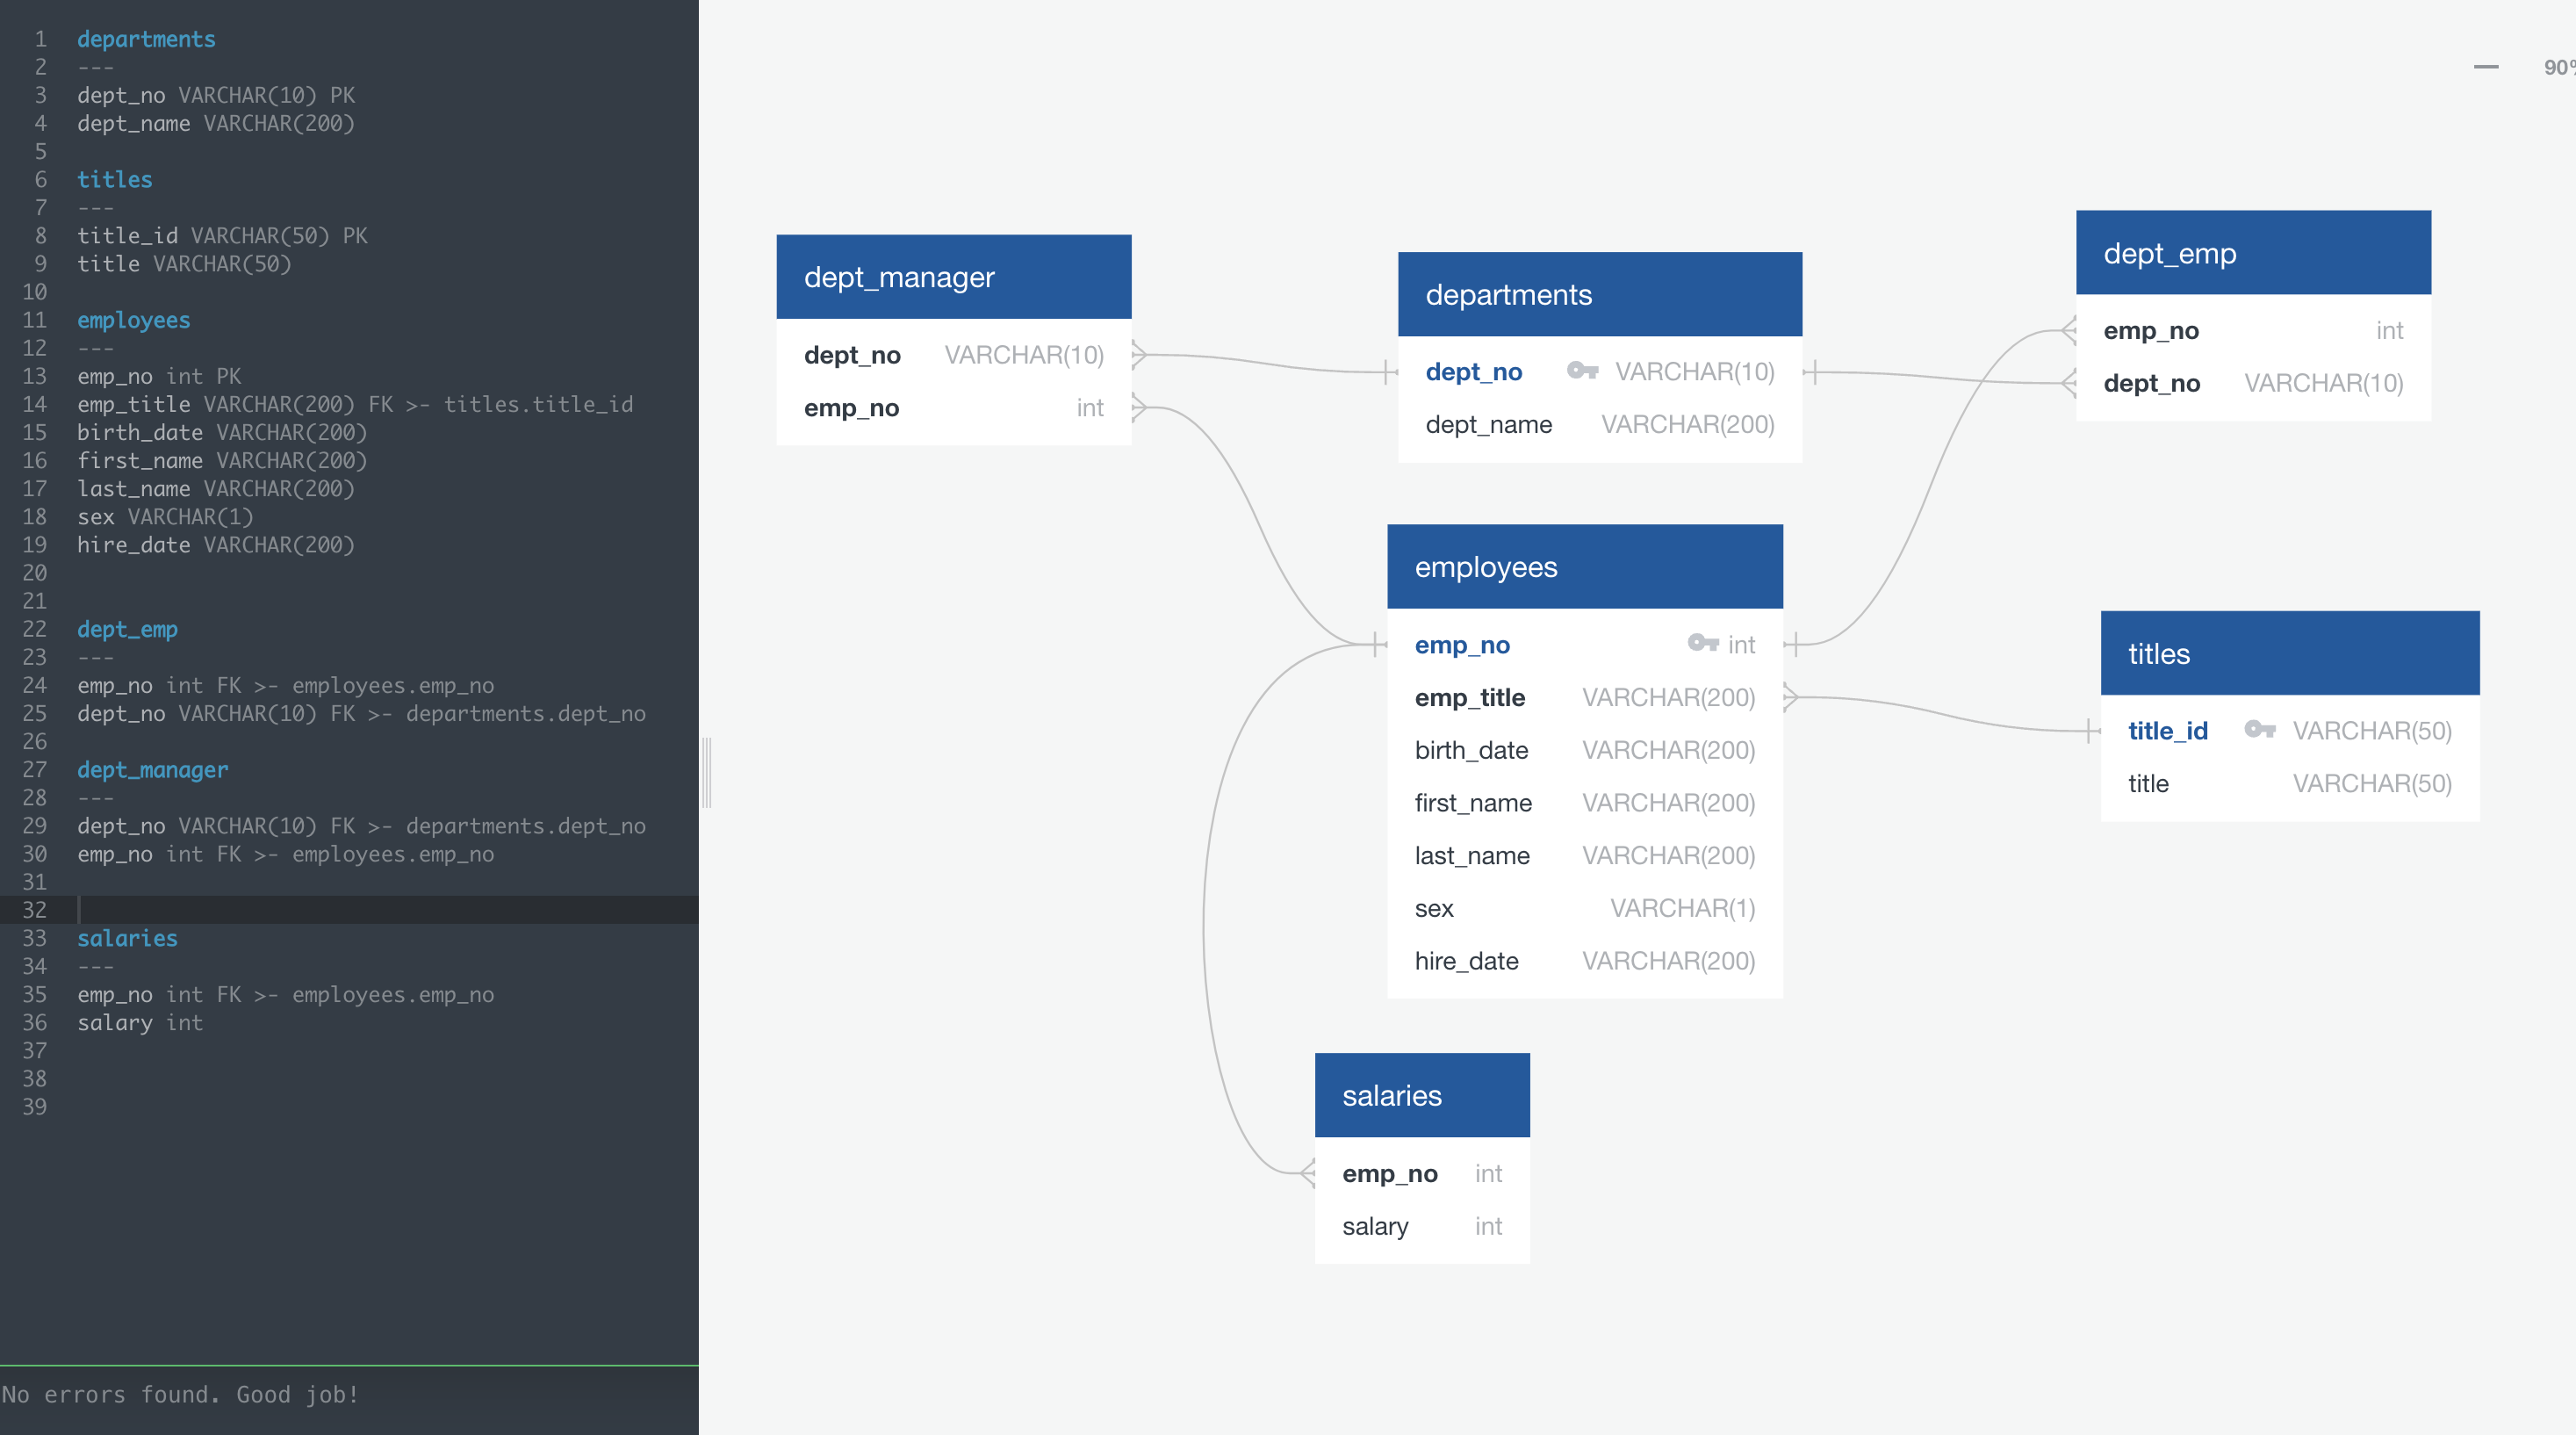 1 departments
2 ---
3 dept_no VARCHAR(10) PK
4 dept_name VARCHAR(200)
5
6 titles
7 ---
8 title_id VARCHAR(50) PK
9 title VARCHAR(50)
10
11 employees
12 ---
13 emp_no int PK
14 emp_title VARCHAR(200) FK >- titles.title_id
15 birth_date VARCHAR(200)
16 first_name VARCHAR(200)
17 last_name VARCHAR(200)
18 sex VARCHAR(1)
19 hire_date VARCHAR(200)
20
21
22 dept_emp
23 ---
24 emp_no int FK >- employees.emp_no
25 dept_no VARCHAR(10) FK >- departments.dept_no
26
27 dept_manager
28 ---
29 dept_no VARCHAR(10) FK >- departments.dept_no
30 emp_no int FK >- employees.emp_no
31
32
33 salaries
34 ---
35 emp_no int FK >- employees.emp_no
36 salary int
37
38
39
No errors found. Good job!
90%
dept_manager
dept_no VARCHAR(10)
emp_no int
departments
dept_no VARCHAR(10)
dept_name VARCHAR(200)
dept_emp
emp_no int
dept_no VARCHAR(10)
employees
emp_no int
emp_title VARCHAR(200)
birth_date VARCHAR(200)
first_name VARCHAR(200)
last_name VARCHAR(200)
sex VARCHAR(1)
hire_date VARCHAR(200)
titles
title_id VARCHAR(50)
title VARCHAR(50)
salaries
emp_no int
salary int